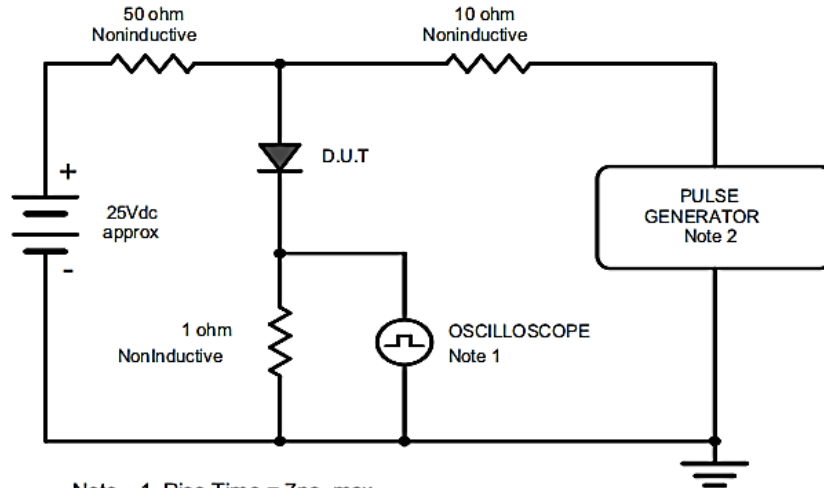 50 ohm
Noninductive
10 ohm
Noninductive
+
25Vdc
approx
-
D.U.T
PULSE
GENERATOR
Note 2
1 ohm
NonInductive
OSCILLOSCOPE
Note 1